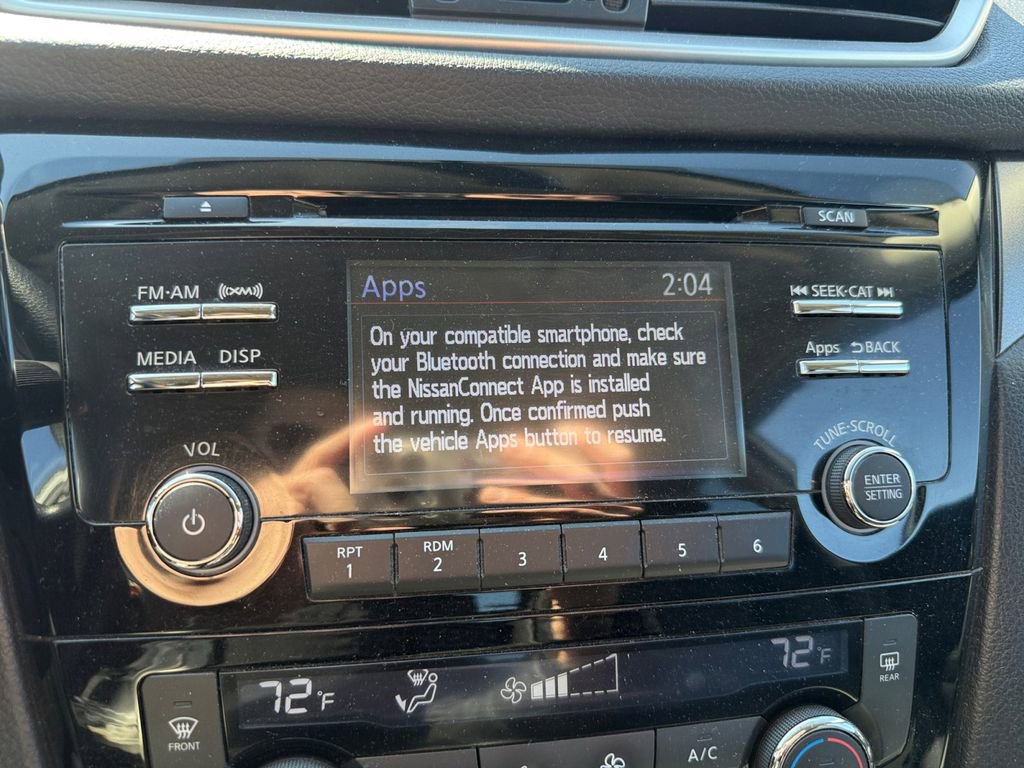 SCAN
FM·AM
((XM))
SEEK·CAT
MEDIA
DISP
Apps
BACK
VOL
TUNE·SCROLL
ENTER
SETTING
Apps 2:04
On your compatible smartphone, check
your Bluetooth connection and make sure
the NissanConnect App is installed
and running. Once confirmed push
the vehicle Apps button to resume.
RPT
1
RDM
2
3
4
5
6
72°F
72°F
FRONT
REAR
A/C